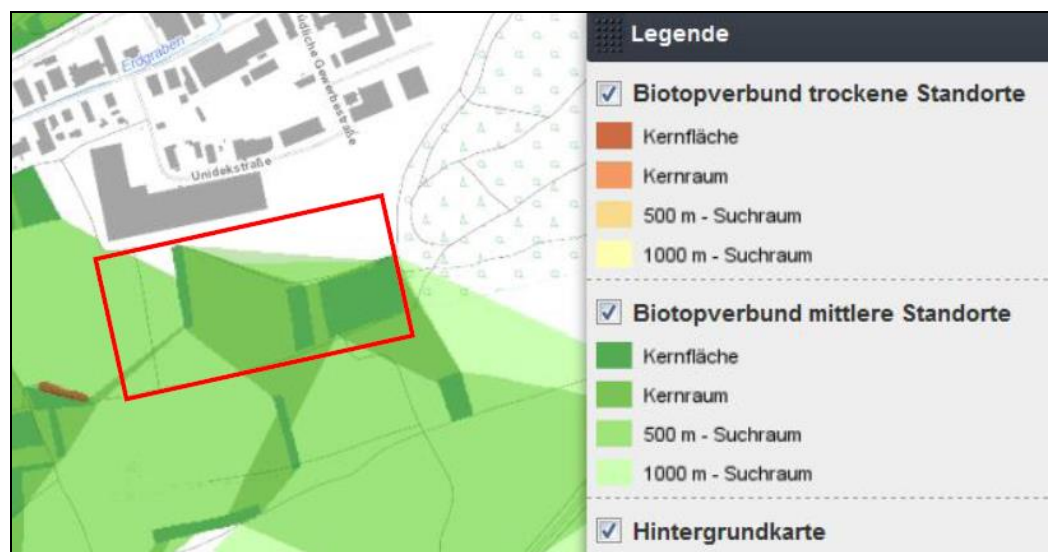 Erdgraben
üdliche Gewerbestraße
Unidekstraße
Legende
Biotopverbund trockene Standorte
Kernfläche
Kernraum
500 m - Suchraum
1000 m - Suchraum
Biotopverbund mittlere Standorte
Kernfläche
Kernraum
500 m - Suchraum
1000 m - Suchraum
Hintergrundkarte